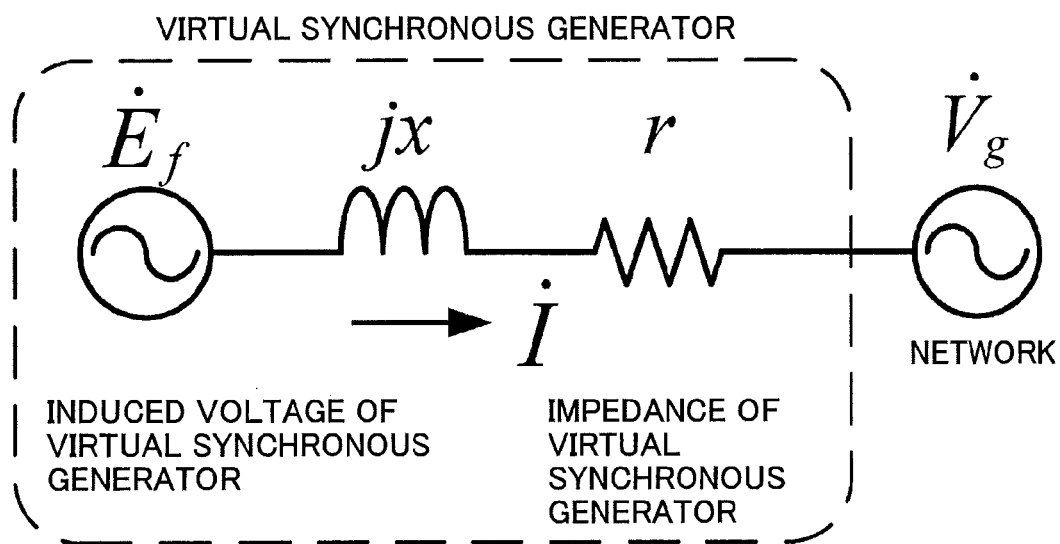 VIRTUAL SYNCHRONOUS GENERATOR
Ė_f
jx
r
V̇_g
İ
NETWORK
INDUCED VOLTAGE OF
VIRTUAL SYNCHRONOUS
GENERATOR
IMPEDANCE OF
VIRTUAL
SYNCHRONOUS
GENERATOR